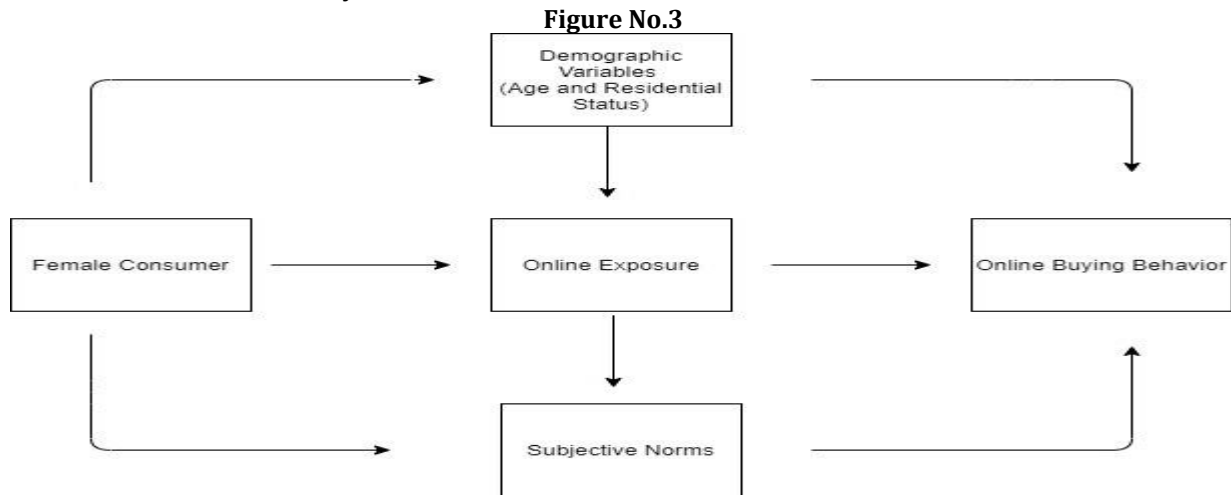 Figure No.3
Demographic
Variables
(Age and Residential
Status)
Female Consumer
Online Exposure
Online Buying Behavior
Subjective Norms